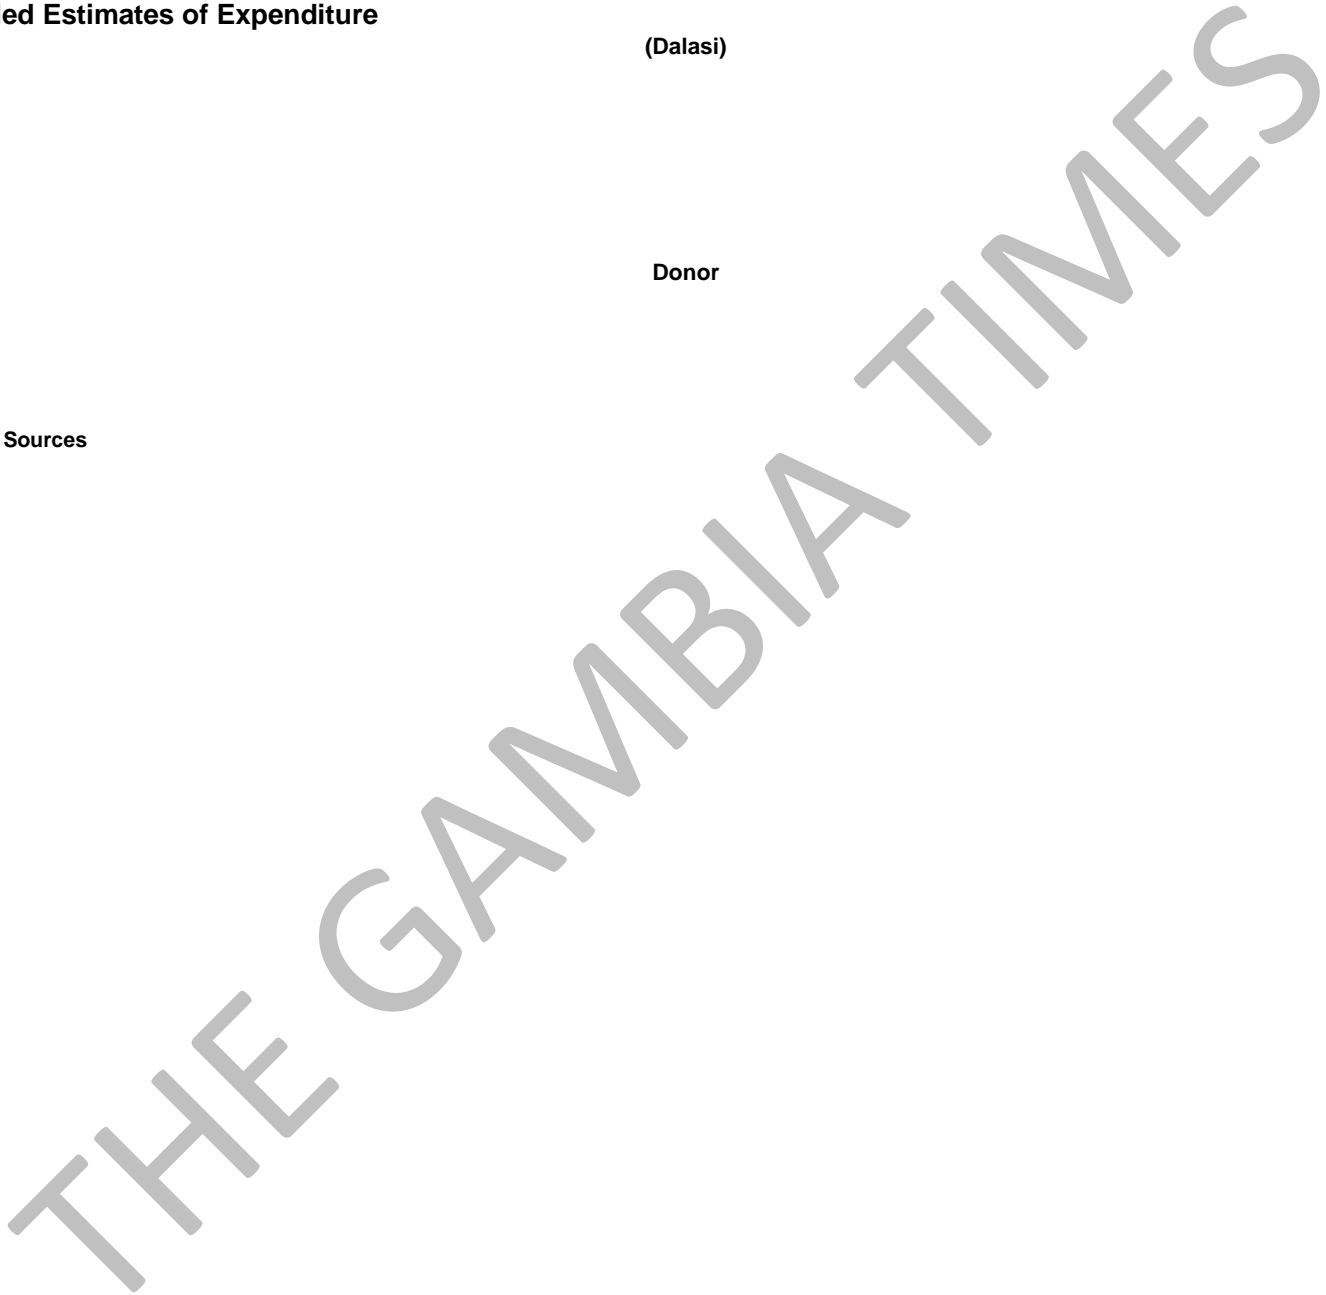 ed Estimates of Expenditure
(Dalasi)
Donor
Sources
THE GAMBIA TIMES